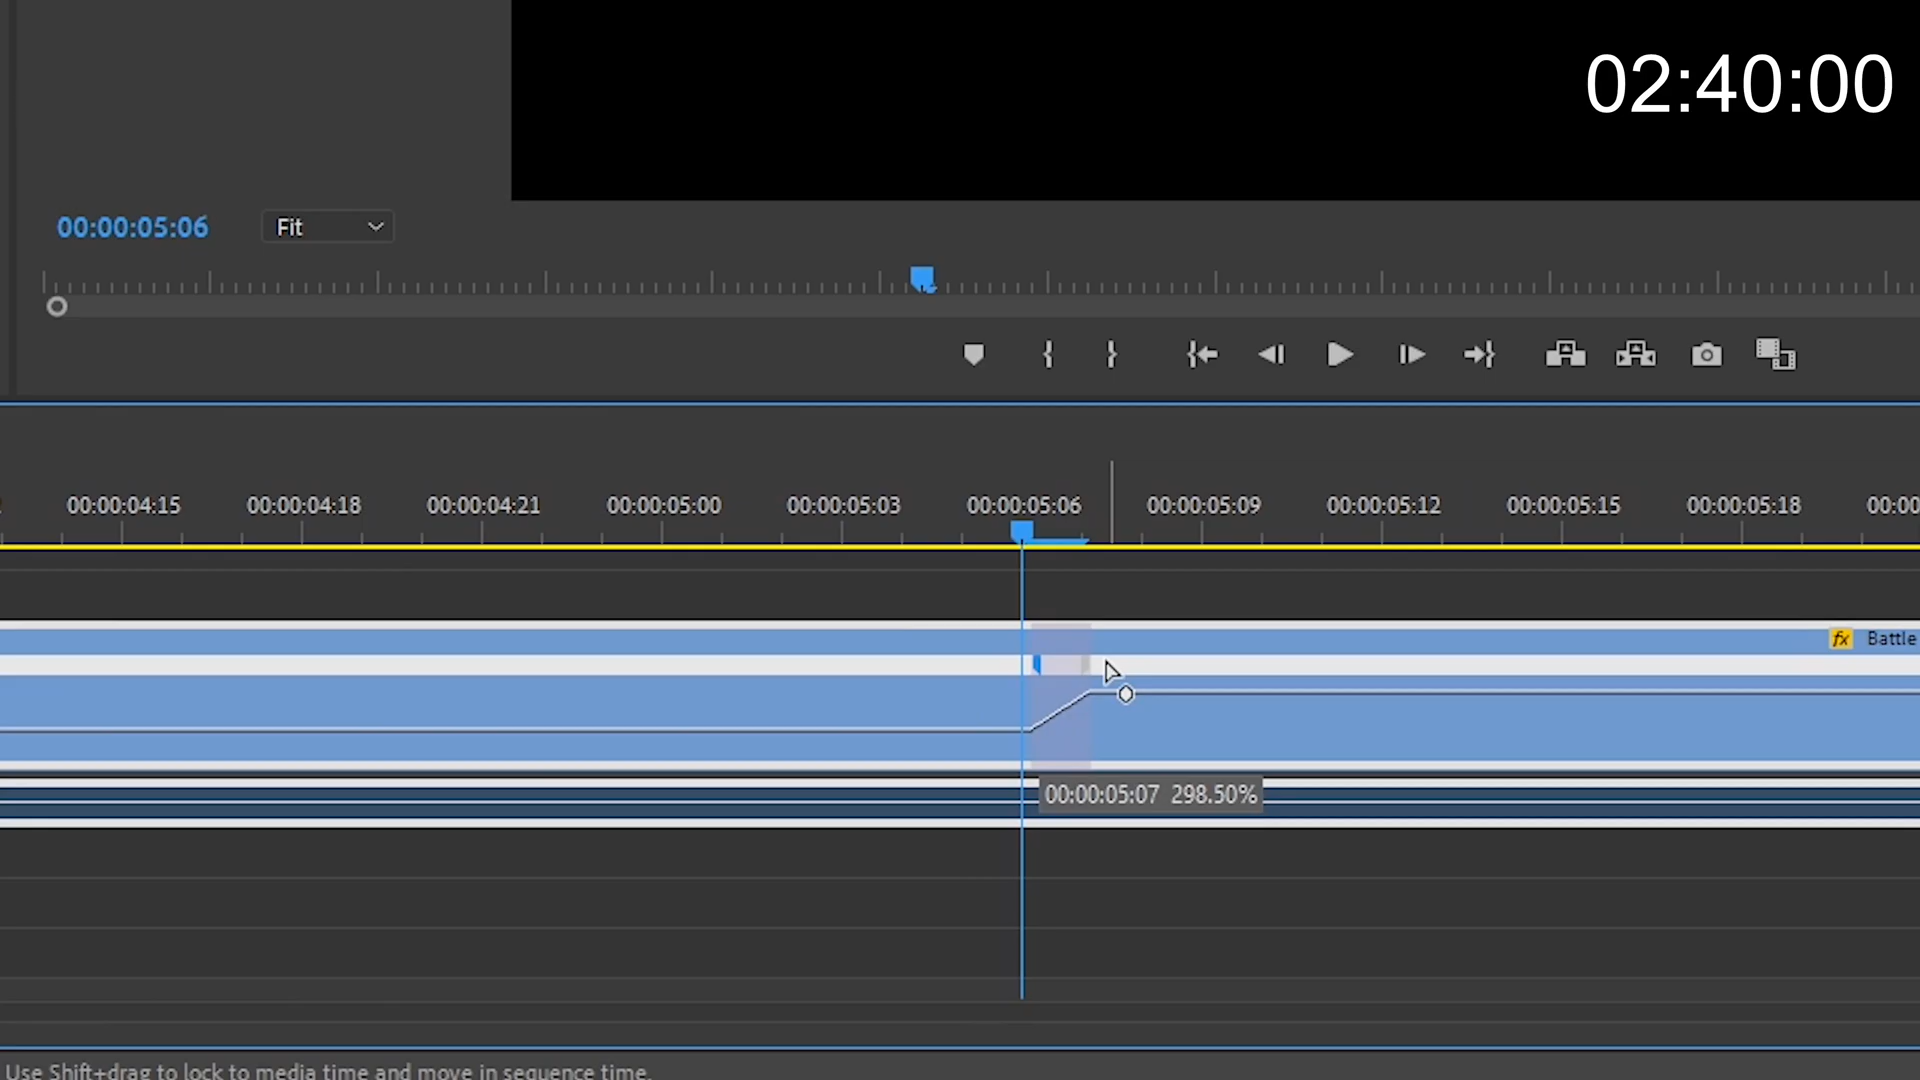 02:40:00
00:00:05:06 Fit
00:00:04:15 00:00:04:18 00:00:04:21 00:00:05:00 00:00:05:03 00:00:05:06 00:00:05:09 00:00:05:12 00:00:05:15 00:00:05:18 00:00
fx Battle
00:00:05:07 298.50%
Use Shift+drag to lock to media time and move in sequence time.